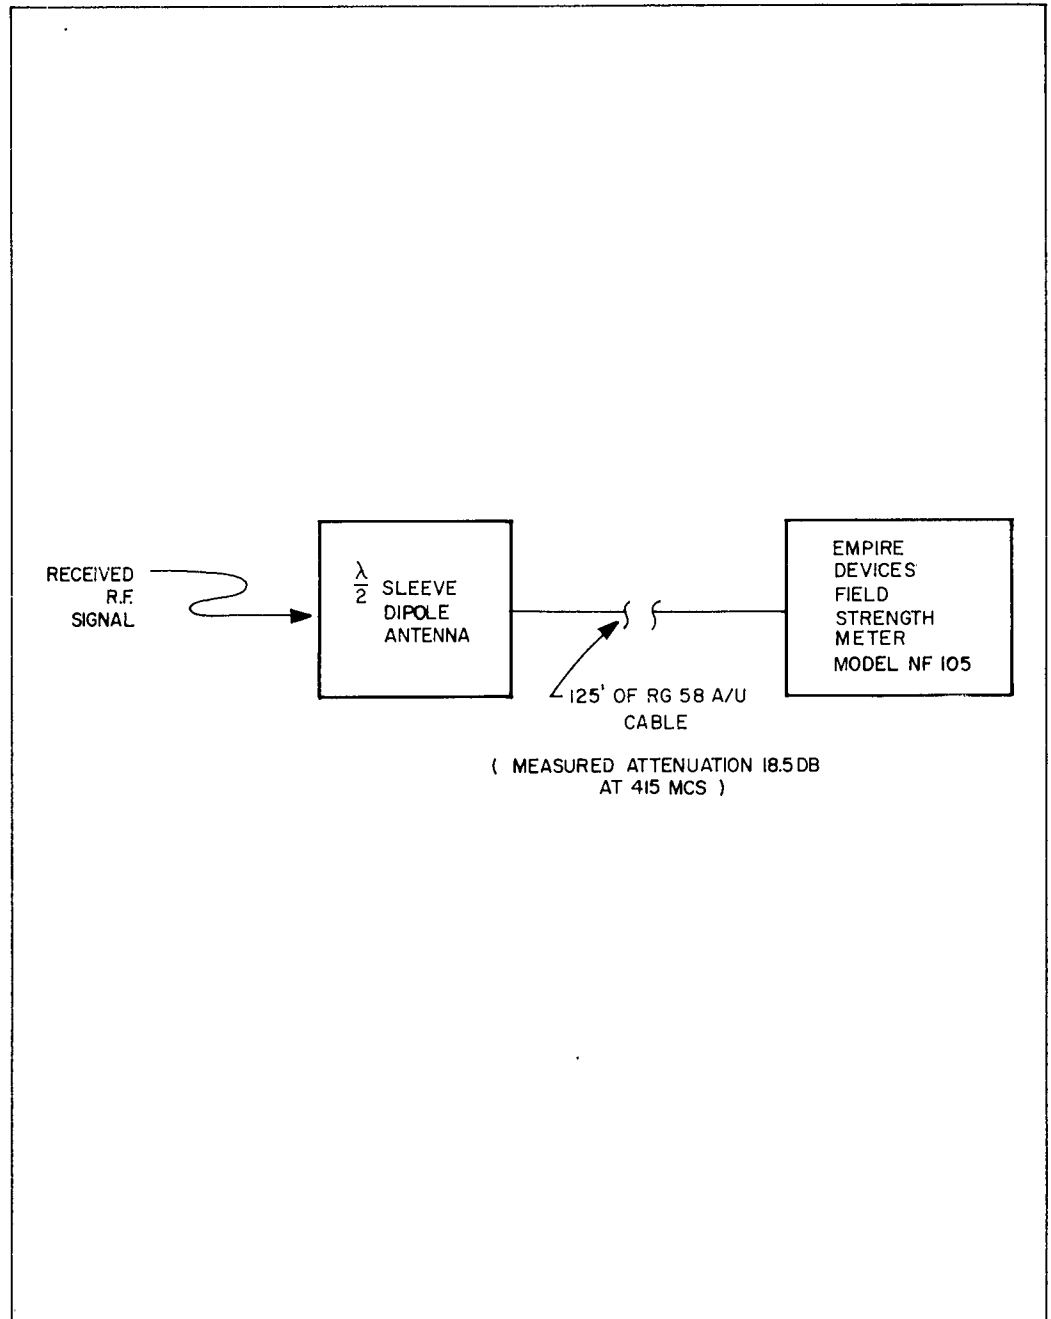 RECEIVED
R.F.
SIGNAL
λ/2 SLEEVE
DIPOLE
ANTENNA
125' OF RG 58 A/U
CABLE
( MEASURED ATTENUATION 18.5 DB
AT 415 MCS )
EMPIRE
DEVICES
FIELD
STRENGTH
METER
MODEL NF 105